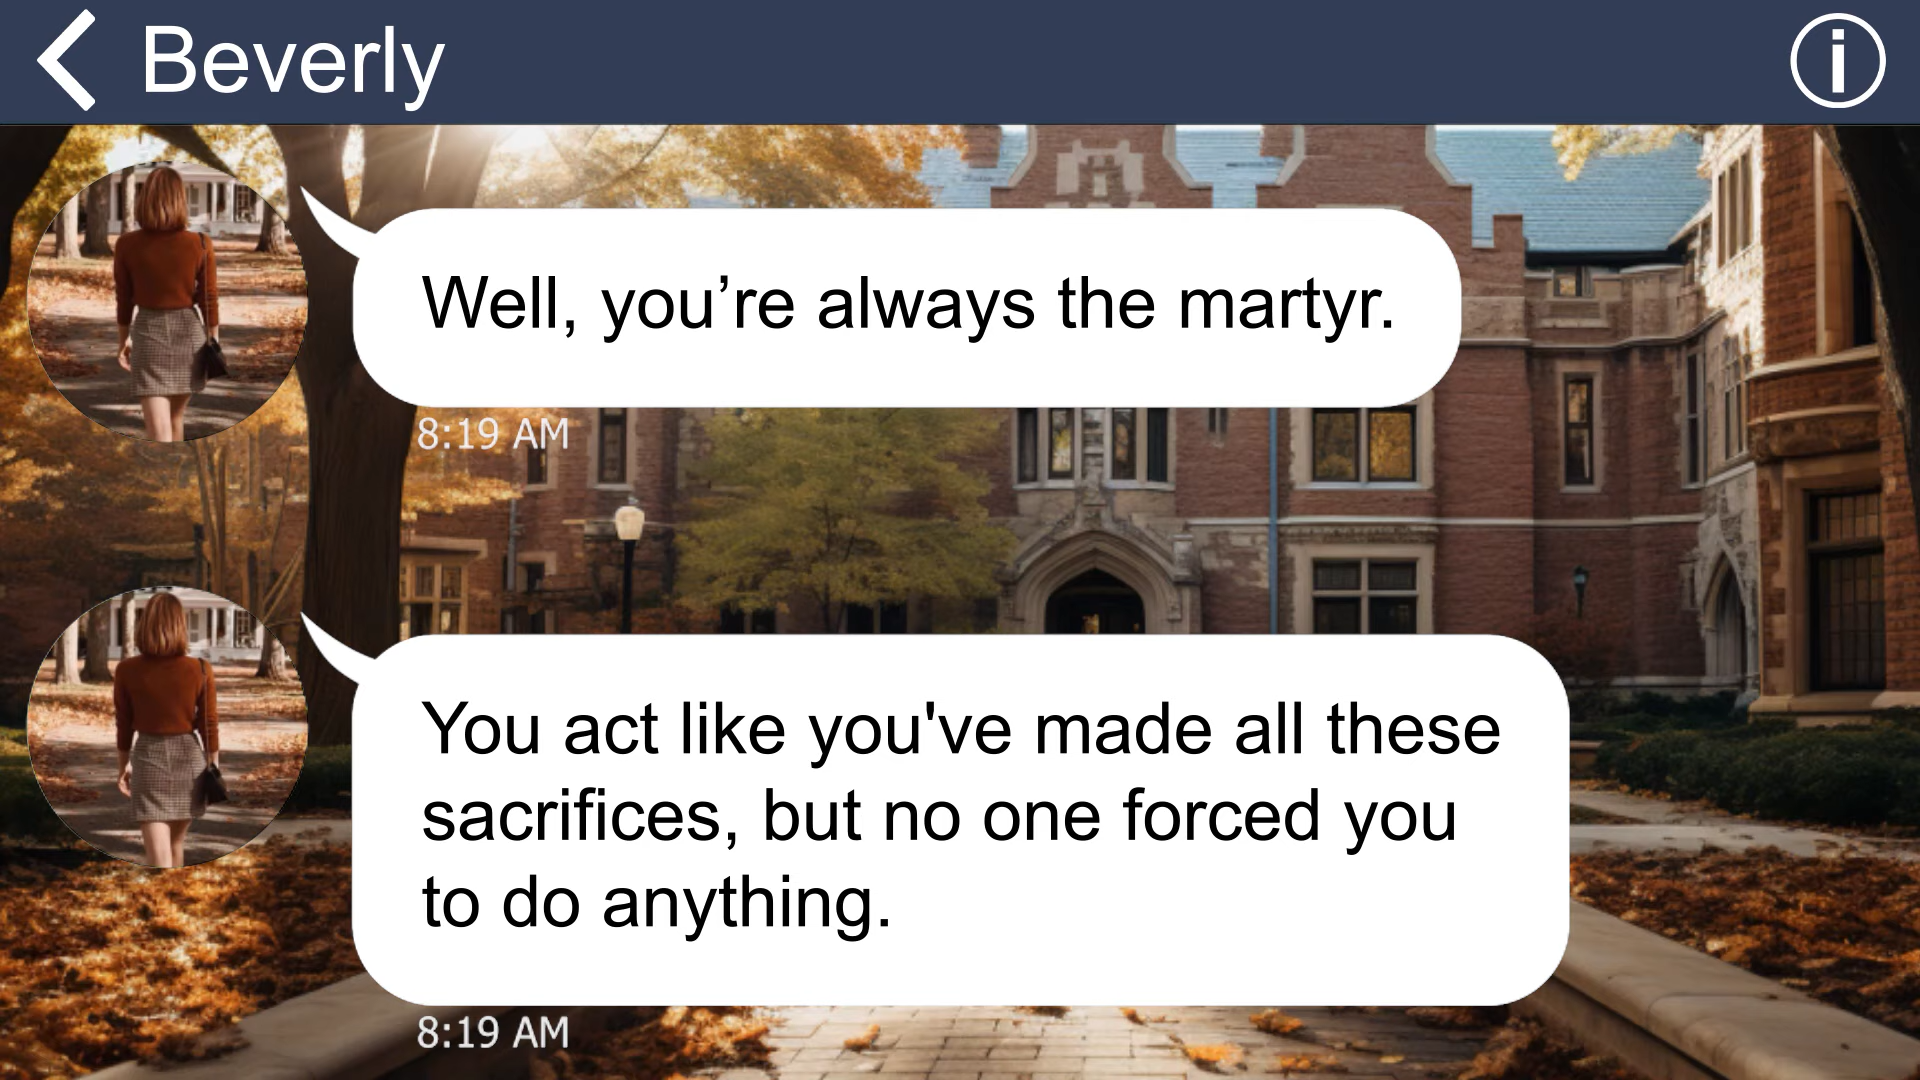 Beverly
Well, you’re always the martyr.
8:19 AM
You act like you've made all these
sacrifices, but no one forced you
to do anything.
8:19 AM